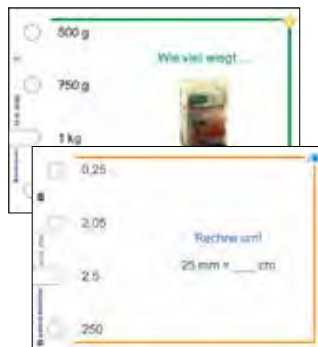 500 g
Wie viel wiegt ...
750 g
1 kg
0,25
2,05
Rechne um!
25 mm = ___ cm
2,5
250